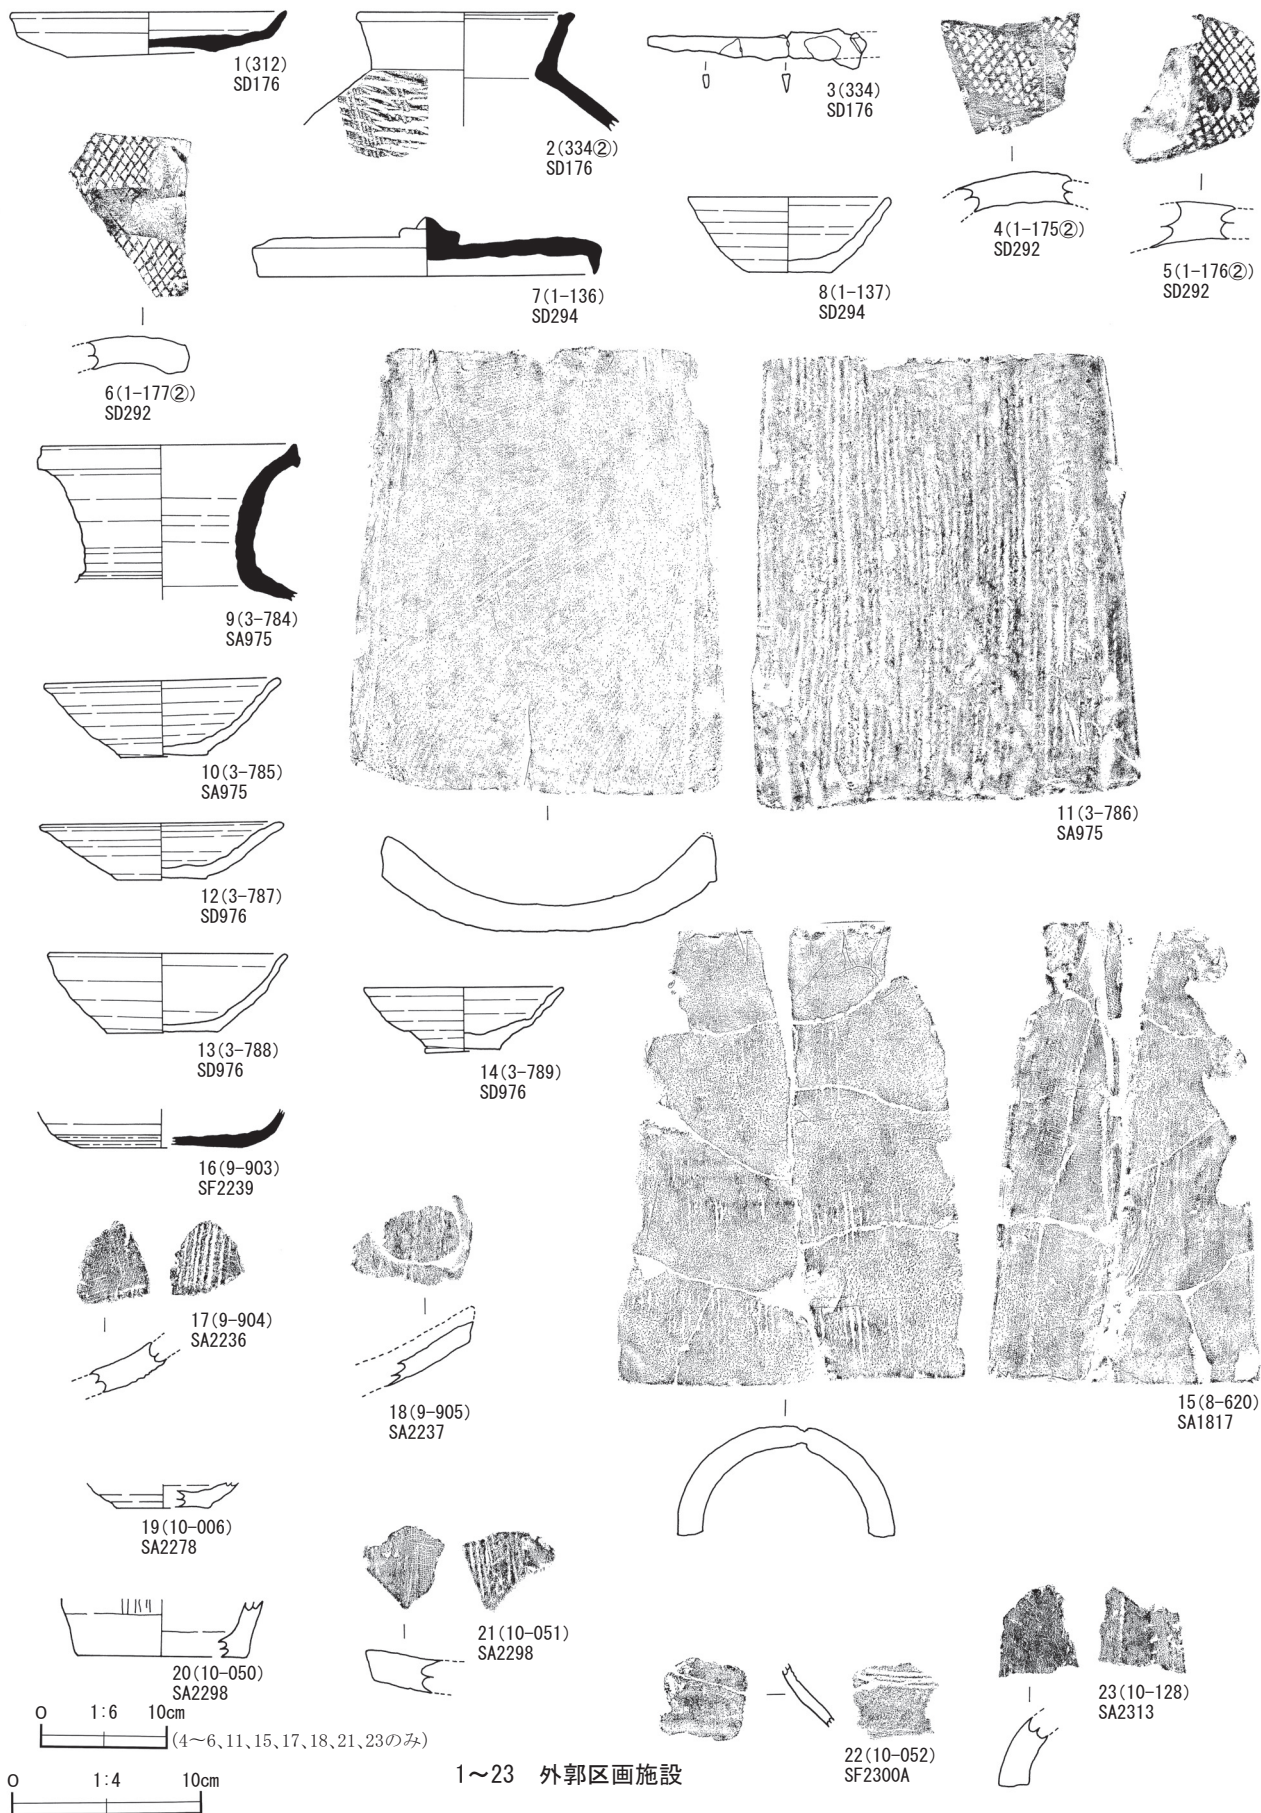 1(312)
SD176
2(334②)
SD176
3(334)
SD176
4(1-175②)
SD292
5(1-176②)
SD292
6(1-177②)
SD292
7(1-136)
SD294
8(1-137)
SD294
9(3-784)
SA975
10(3-785)
SA975
11(3-786)
SA975
12(3-787)
SD976
13(3-788)
SD976
14(3-789)
SD976
15(8-620)
SA1817
16(9-903)
SF2239
17(9-904)
SA2236
18(9-905)
SA2237
19(10-006)
SA2278
20(10-050)
SA2298
21(10-051)
SA2298
22(10-052)
SF2300A
23(10-128)
SA2313
0 1:6 10cm
(4～6、11、15、17、18、21、23のみ)
0 1:4 10cm
1～23 外郭区画施設